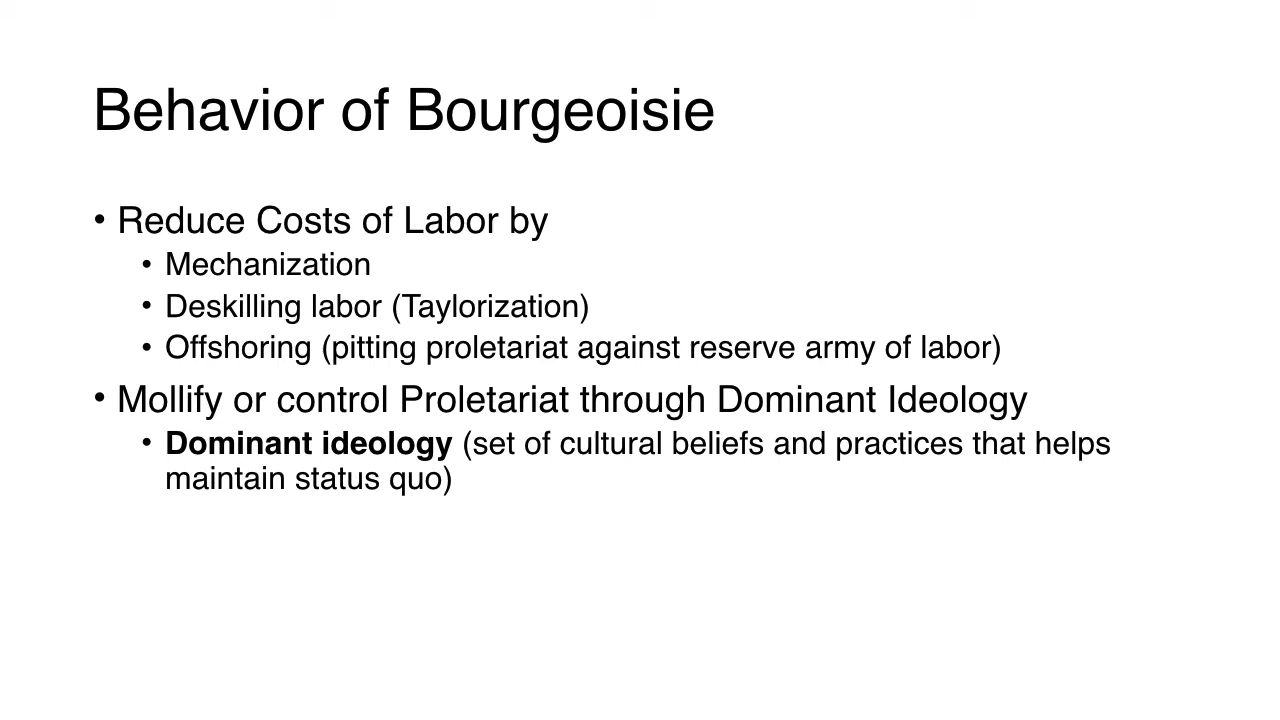 Behavior of Bourgeoisie
• Reduce Costs of Labor by
• Mechanization
• Deskilling labor (Taylorization)
• Offshoring (pitting proletariat against reserve army of labor)
• Mollify or control Proletariat through Dominant Ideology
• Dominant ideology (set of cultural beliefs and practices that helps
maintain status quo)